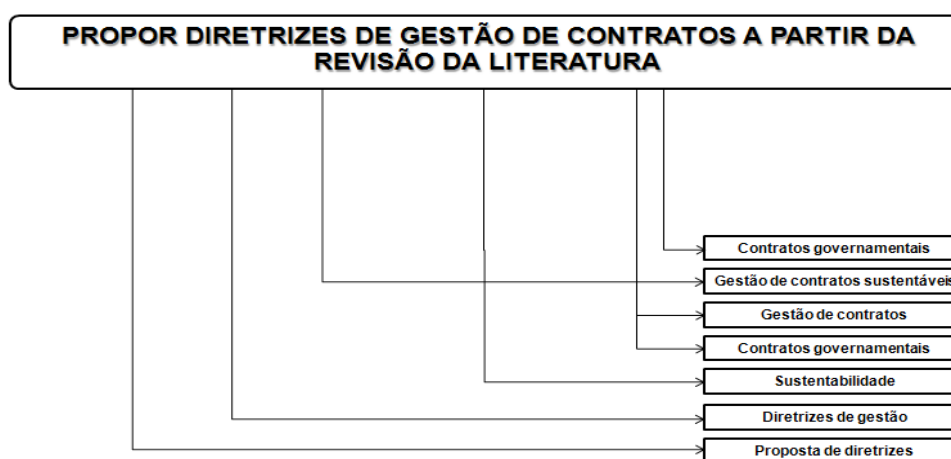 PROPOR DIRETRIZES DE GESTÃO DE CONTRATOS A PARTIR DA
REVISÃO DA LITERATURA
Contratos governamentais
Gestão de contratos sustentáveis
Gestão de contratos
Contratos governamentais
Sustentabilidade
Diretrizes de gestão
Proposta de diretrizes